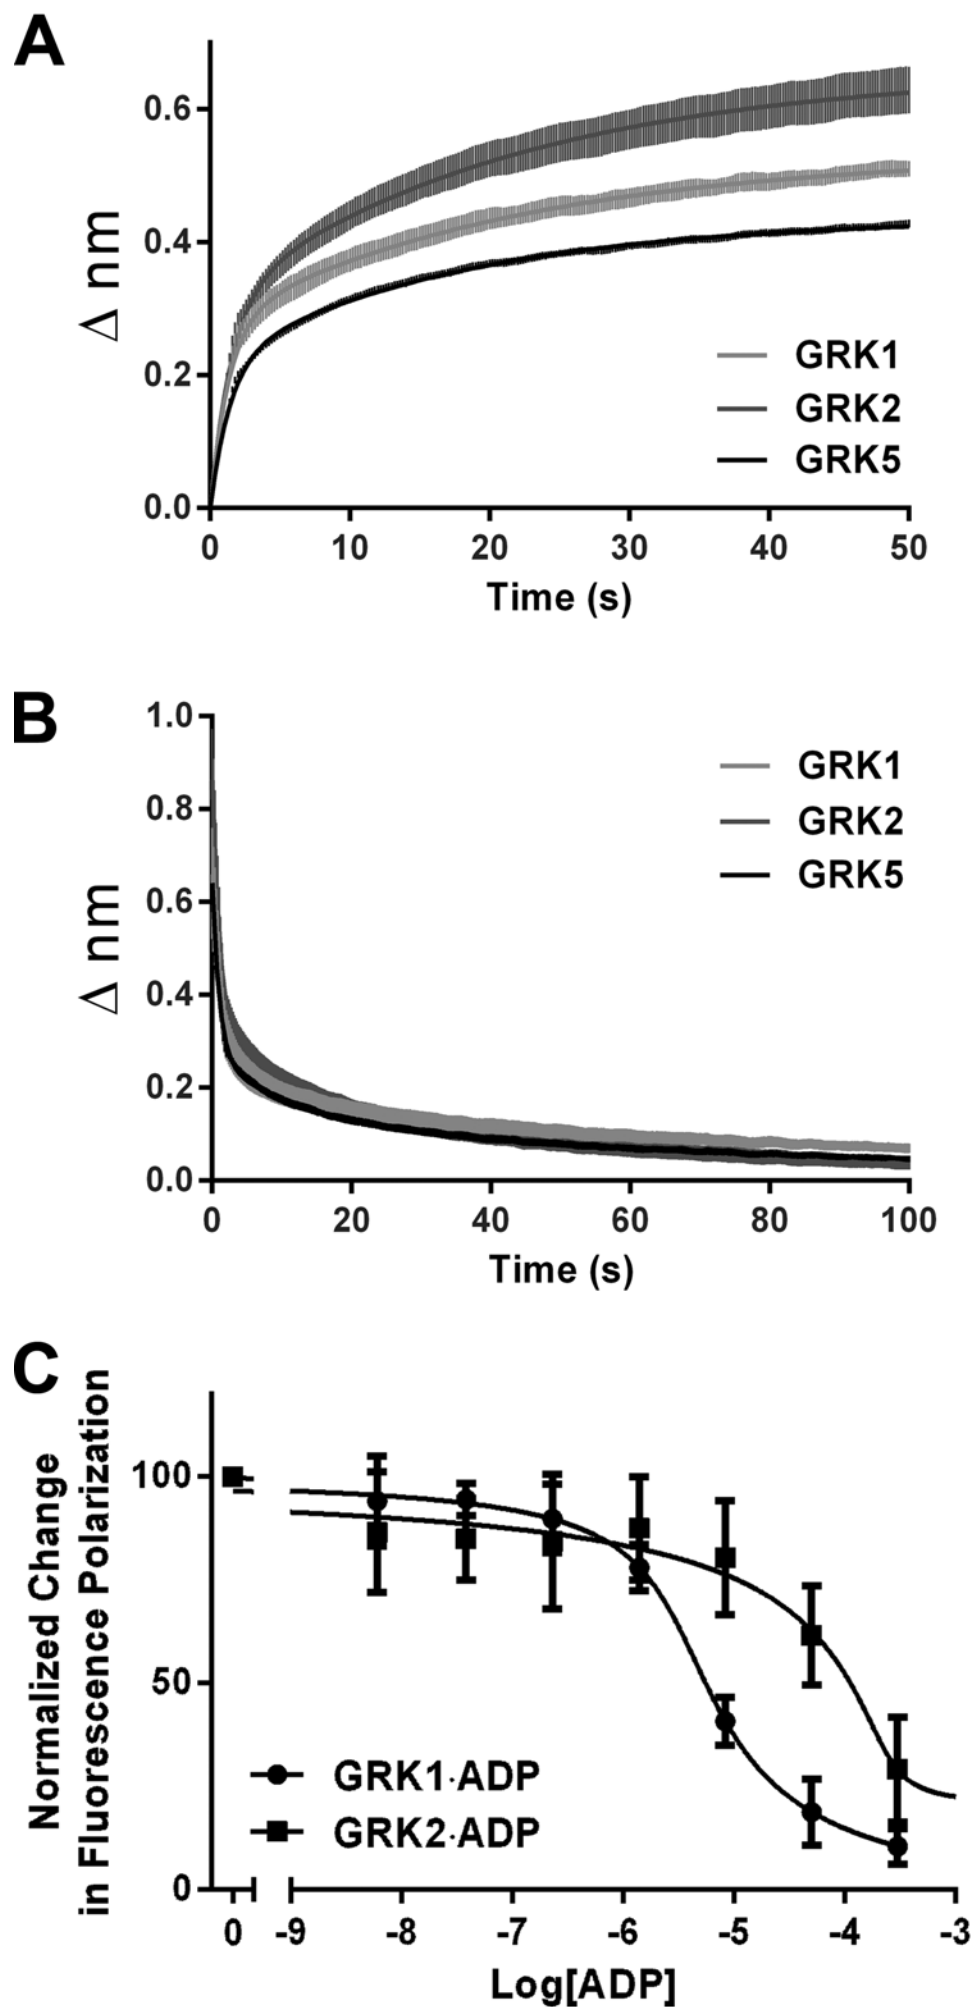 A
Δ nm
0.6
0.4
0.2
0.0
GRK1
GRK2
GRK5
0 10 20 30 40 50
Time (s)
B
Δ nm
1.0
0.8
0.6
0.4
0.2
0.0
GRK1
GRK2
GRK5
0 20 40 60 80 100
Time (s)
C
Normalized Change
in Fluorescence Polarization
100
50
0
GRK1·ADP
GRK2·ADP
0 -9 -8 -7 -6 -5 -4 -3
Log[ADP]